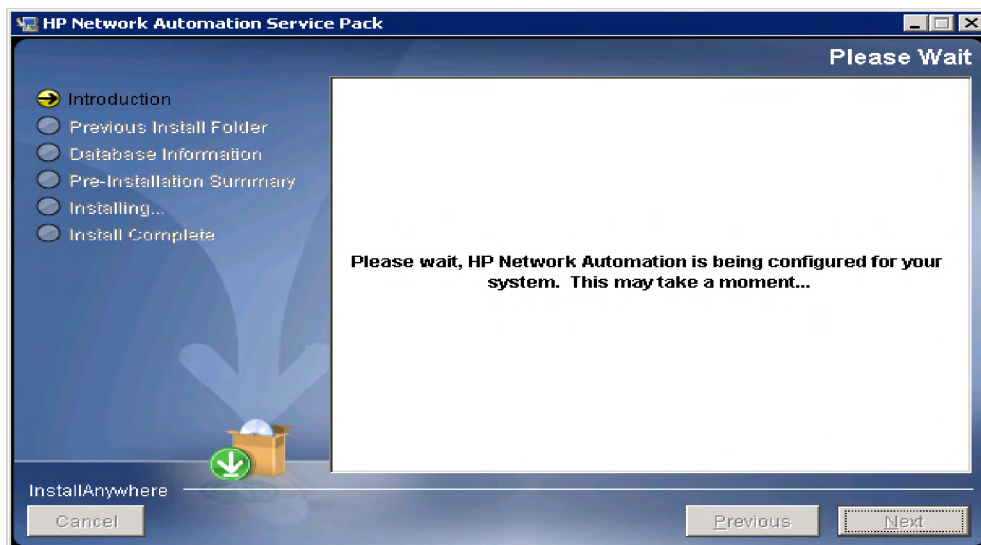 HP Network Automation Service Pack
Please Wait
Introduction
Previous Install Folder
Database Information
Pre-Installation Summary
Installing...
Install Complete
Please wait, HP Network Automation is being configured for your
system. This may take a moment...
InstallAnywhere
Cancel
Previous
Next